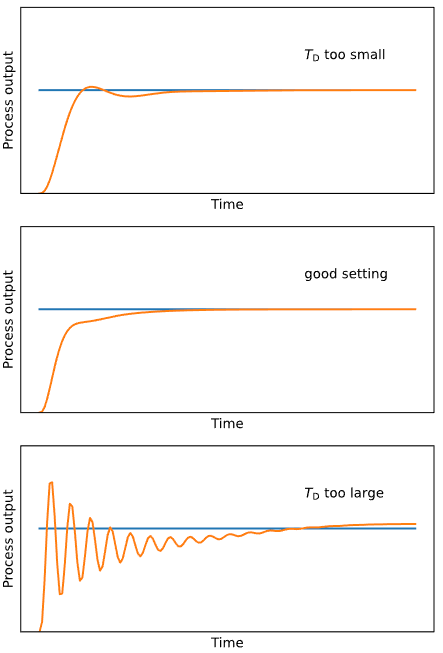 Process output
T_D too small
Time
Process output
good setting
Time
Process output
T_D too large
Time